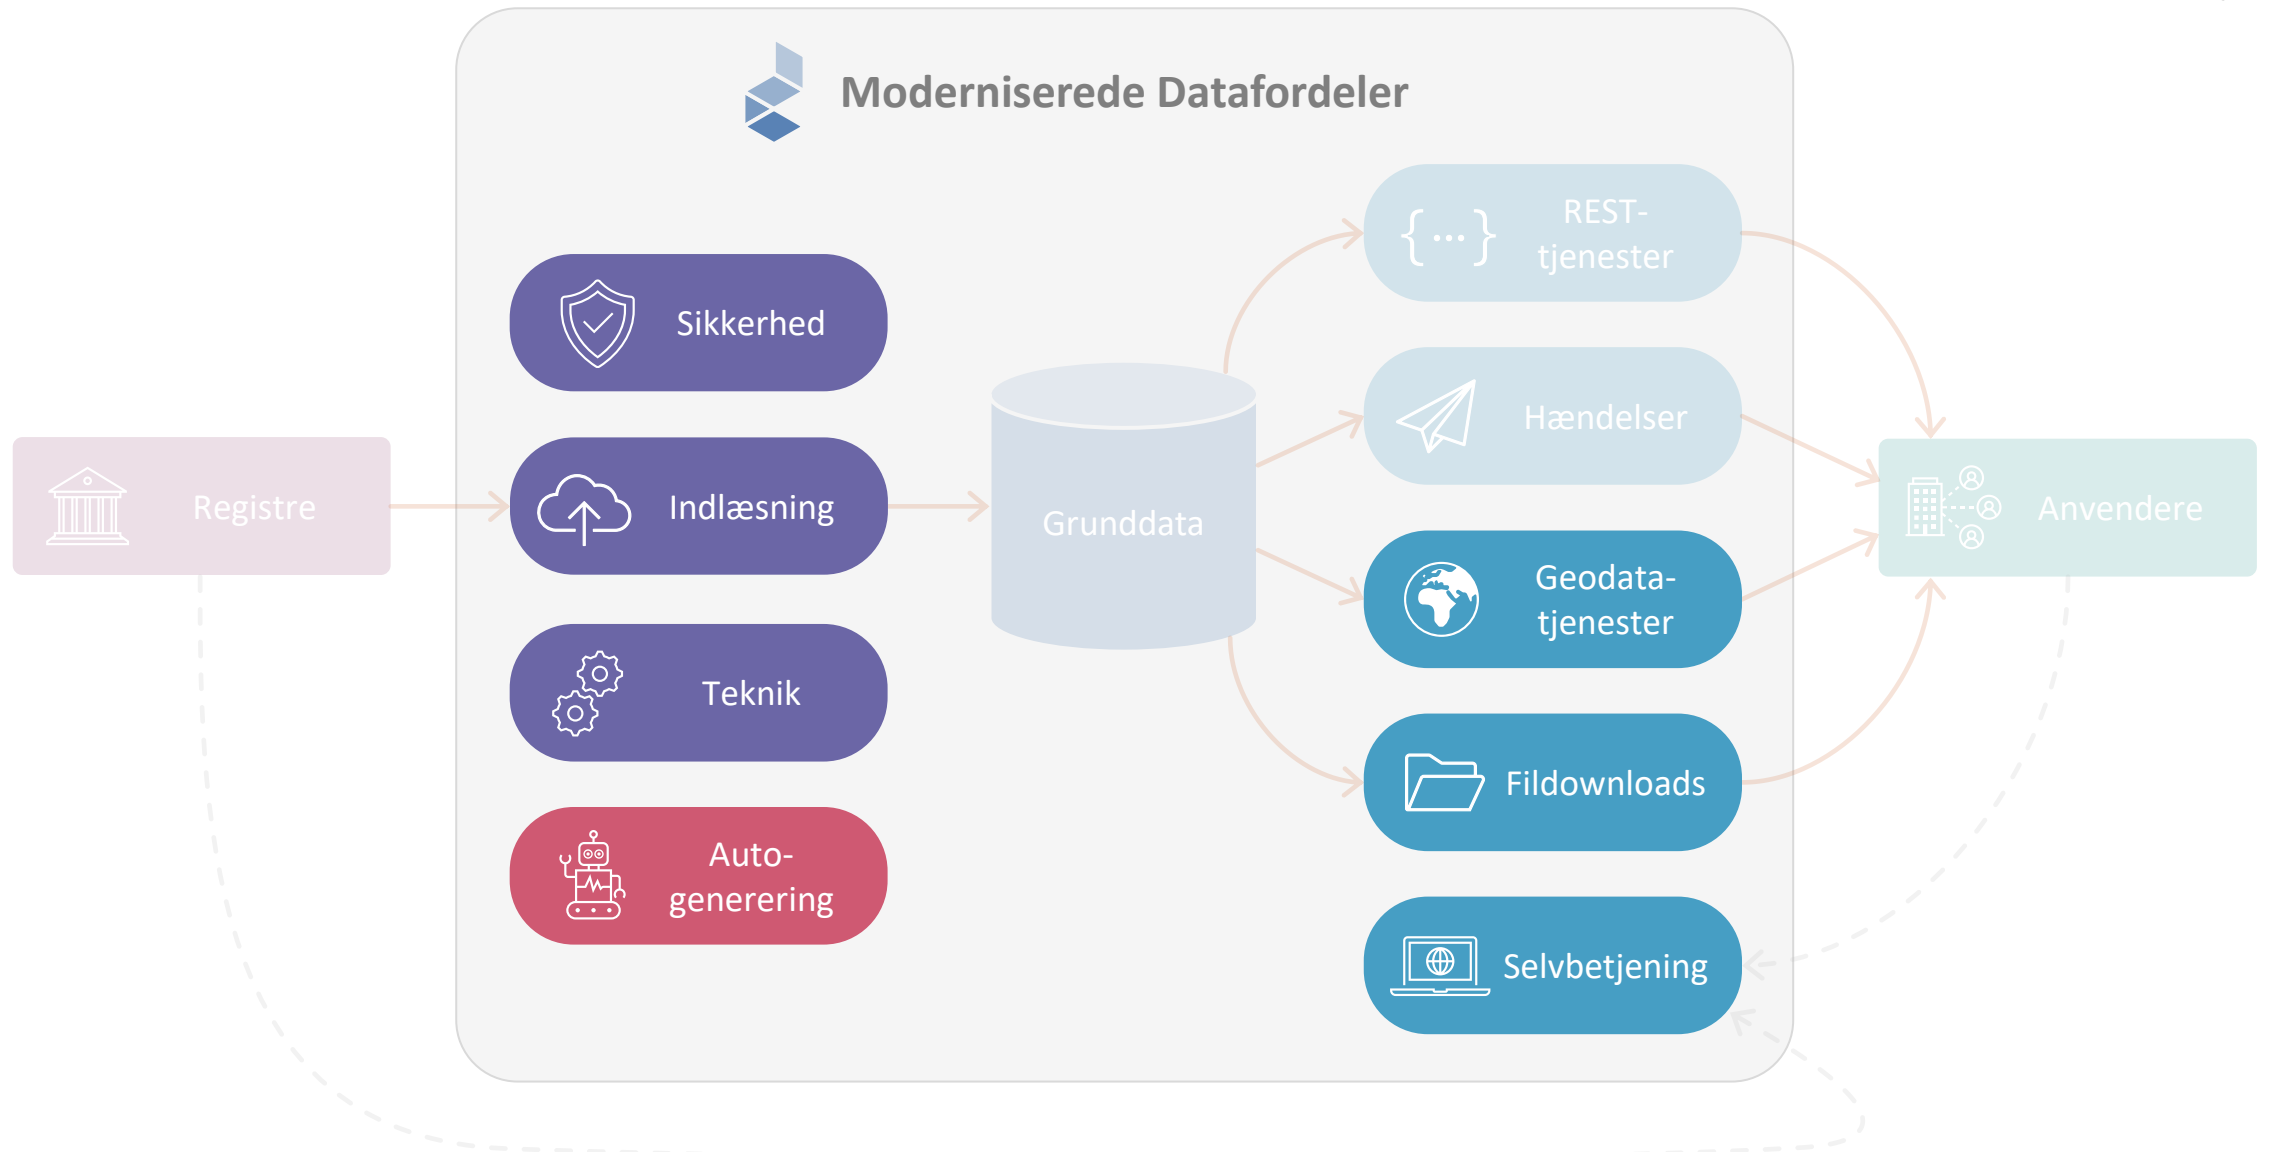 Moderniserede Datafordeler
Registre
Sikkerhed
Indlæsning
Teknik
Auto-
generering
Grunddata
REST-
tjenester
Hændelser
Geodata-
tjenester
Fildownloads
Selvbetjening
Anvendere